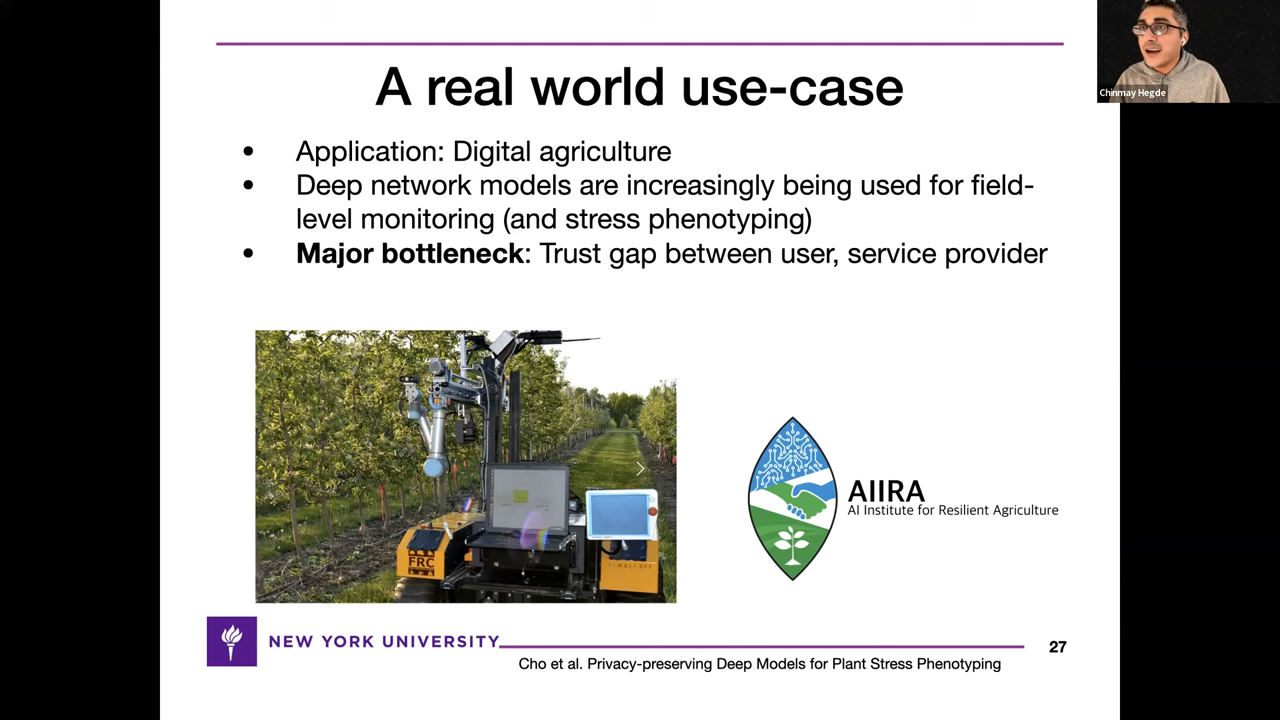 Chinmay Hegde
A real world use-case
• Application: Digital agriculture
• Deep network models are increasingly being used for field-
level monitoring (and stress phenotyping)
• Major bottleneck: Trust gap between user, service provider
FRC
AIIRA
AI Institute for Resilient Agriculture
NEW YORK UNIVERSITY
27
Cho et al. Privacy-preserving Deep Models for Plant Stress Phenotyping